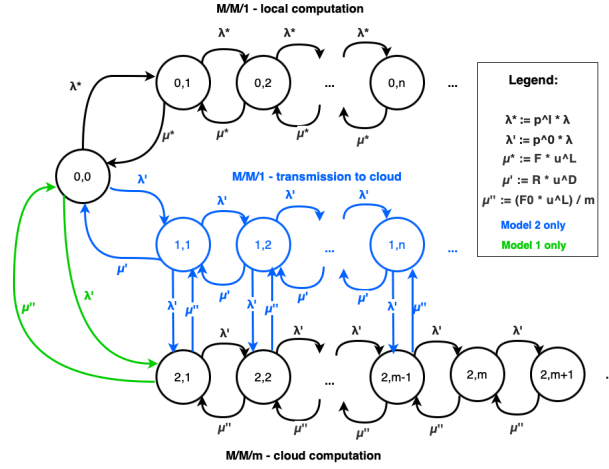 M/M/1 - local computation
λ* λ* λ* λ*
0,1 0,2 ... 0,n ...
μ* μ* μ* μ*
λ*
0,0
M/M/1 - transmission to cloud
λ' λ' λ' λ'
1,1 1,2 ... 1,n ...
μ' μ' μ' μ'
μ'' λ'
λ' μ'' λ' μ'' λ' μ''
λ' λ' λ' λ' λ'
2,1 2,2 ... 2,m-1 2,m 2,m+1 .
μ'' μ'' μ'' μ'' μ''
M/M/m - cloud computation
Legend:
λ* := p^l * λ
λ' := p^0 * λ
μ* := F * u^L
μ' := R * u^D
μ'' := (F0 * u^L) / m
Model 2 only
Model 1 only